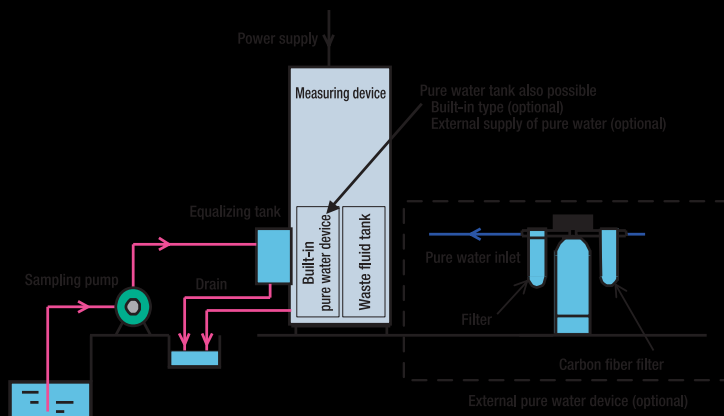 Power supply
Measuring device
Pure water tank also possible
Built-in type (optional)
External supply of pure water (optional)
Equalizing tank
Built-in
pure water device
Waste fluid tank
Pure water inlet
Sampling pump
Drain
Filter
Carbon fiber filter
External pure water device (optional)